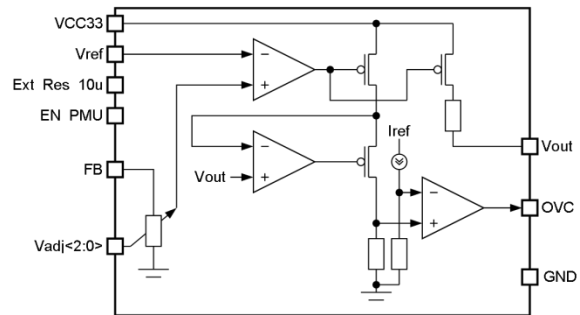 VCC33
Vref
Ext Res 10u
EN PMU
Iref
Vout
FB
Vout
OVC
Vadj<2:0>
GND